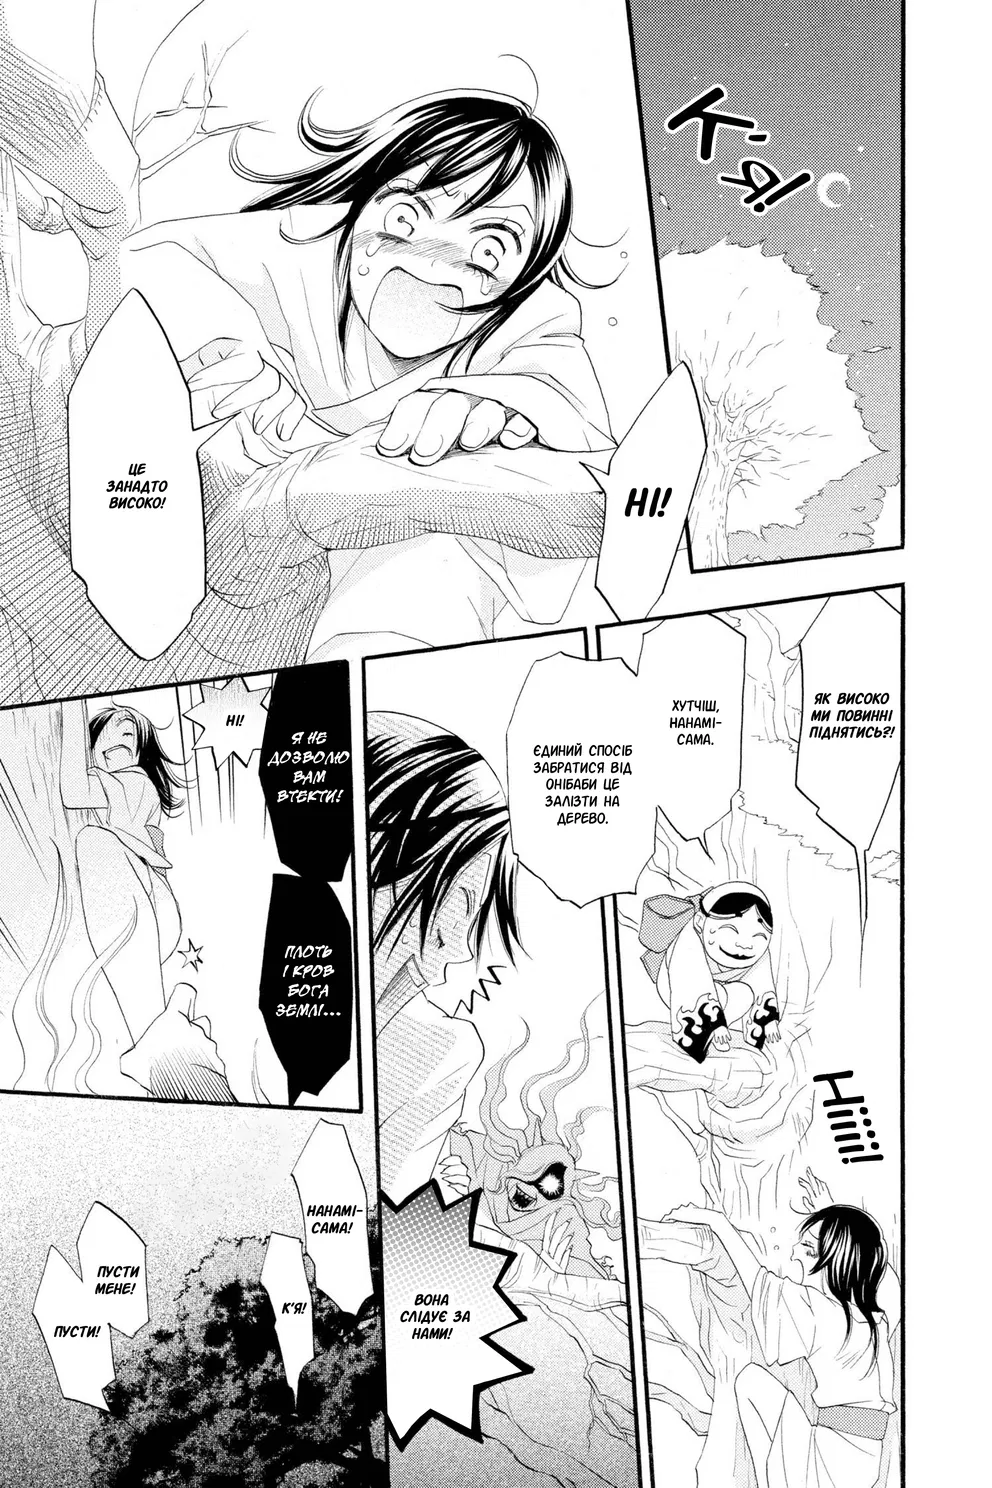 К'Я!
НІ!
ЦЕ
ЗАНАДТО
ВИСОКО!
ЯК ВИСОКО
МИ ПОВИННІ
ПІДНЯТИСЬ?!
ХУТЧІШ,
НАНАМІ-
САМА.
ЄДИНИЙ СПОСІБ
ЗАБРАТИСЯ ВІД
ОНІБАБИ ЦЕ
ЗАЛІЗТИ НА
ДЕРЕВО.
НІЇЇЇ!
ВОНА
СЛІДУЄ ЗА
НАМИ!
Я НЕ
ДОЗВОЛЮ
ВАМ
ВТЕКТИ!
НІ!
ПЛОТЬ
І КРОВ
БОГА
ЗЕМЛІ...
НАНАМІ-
САМА!
К'Я!
ПУСТИ
МЕНЕ!
ПУСТИ!